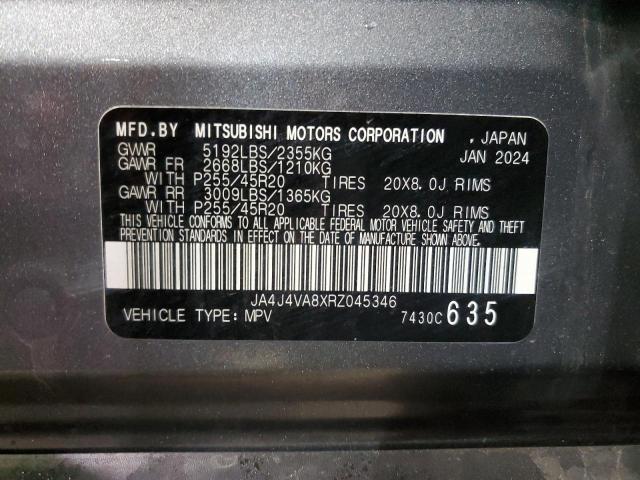 MFD.BY MITSUBISHI MOTORS CORPORATION , JAPAN
GVWR 5192LBS/2355KG JAN 2024
GAWR FR 2668LBS/1210KG
WITH P255/45R20 TIRES 20X8.0J RIMS
GAWR RR 3009LBS/1365KG
WITH P255/45R20 TIRES 20X8.0J RIMS
THIS VEHICLE CONFORMS TO ALL APPLICABLE FEDERAL MOTOR VEHICLE SAFETY AND THEFT
PREVENTION STANDARDS IN EFFECT ON THE DATE OF MANUFACTURE SHOWN ABOVE.
JA4J4VA8XRZ045346
VEHICLE TYPE: MPV 7430C 635